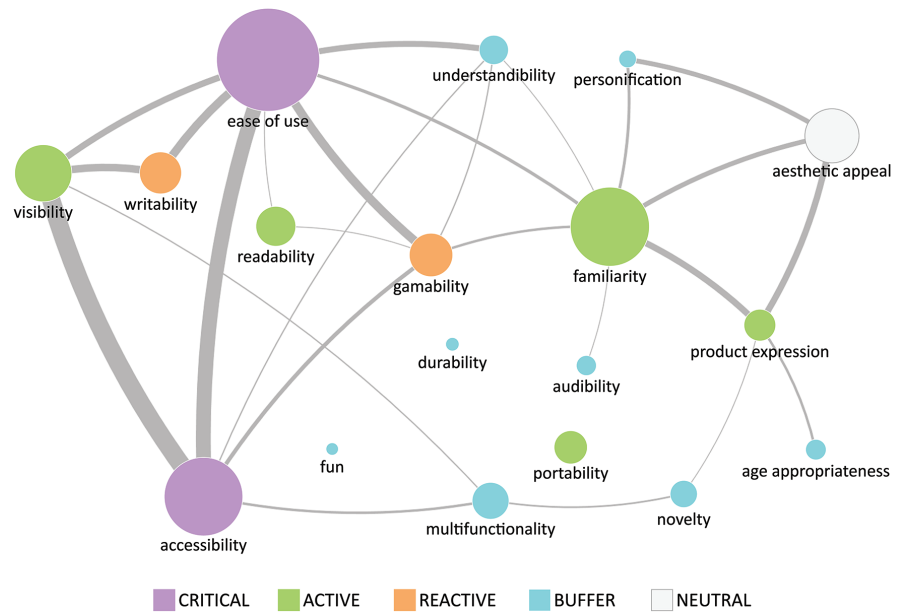 understandibility
personification
ease of use
aesthetic appeal
writability
visibility
readability
familiarity
gamability
product expression
durability
audibility
fun
portability
age appropriateness
novelty
multifunctionality
accessibility
CRITICAL ACTIVE REACTIVE BUFFER NEUTRAL